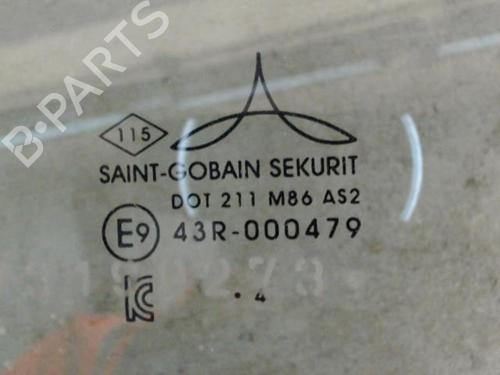 B-PARTS
115
SAINT-GOBAIN SEKURIT
DOT 211 M86 AS2
E9 43R-000479
. 4